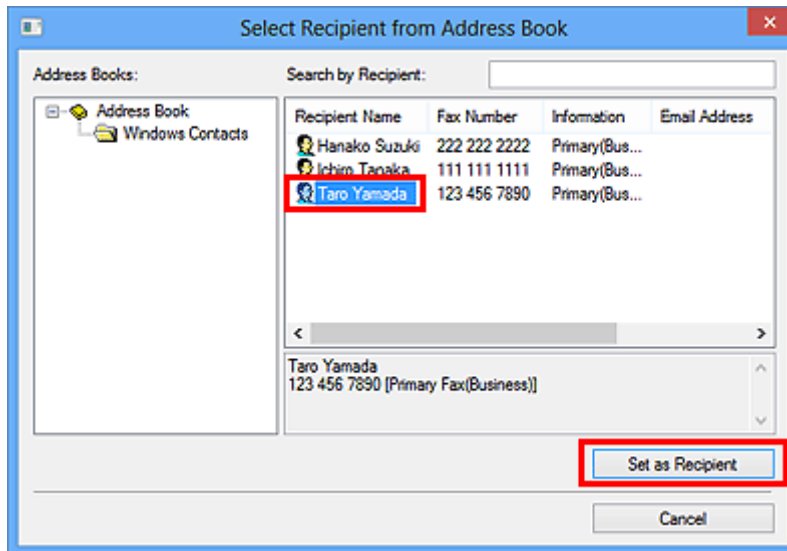 Select Recipient from Address Book
Address Books:
Search by Recipient:
Address Book
Windows Contacts
Recipient Name Fax Number Information Email Address
Hanako Suzuki 222 222 2222 Primary(Bus...
Ichiro Tanaka 111 111 1111 Primary(Bus...
Taro Yamada 123 456 7890 Primary(Bus...
Taro Yamada
123 456 7890 [Primary Fax(Business)]
Set as Recipient
Cancel